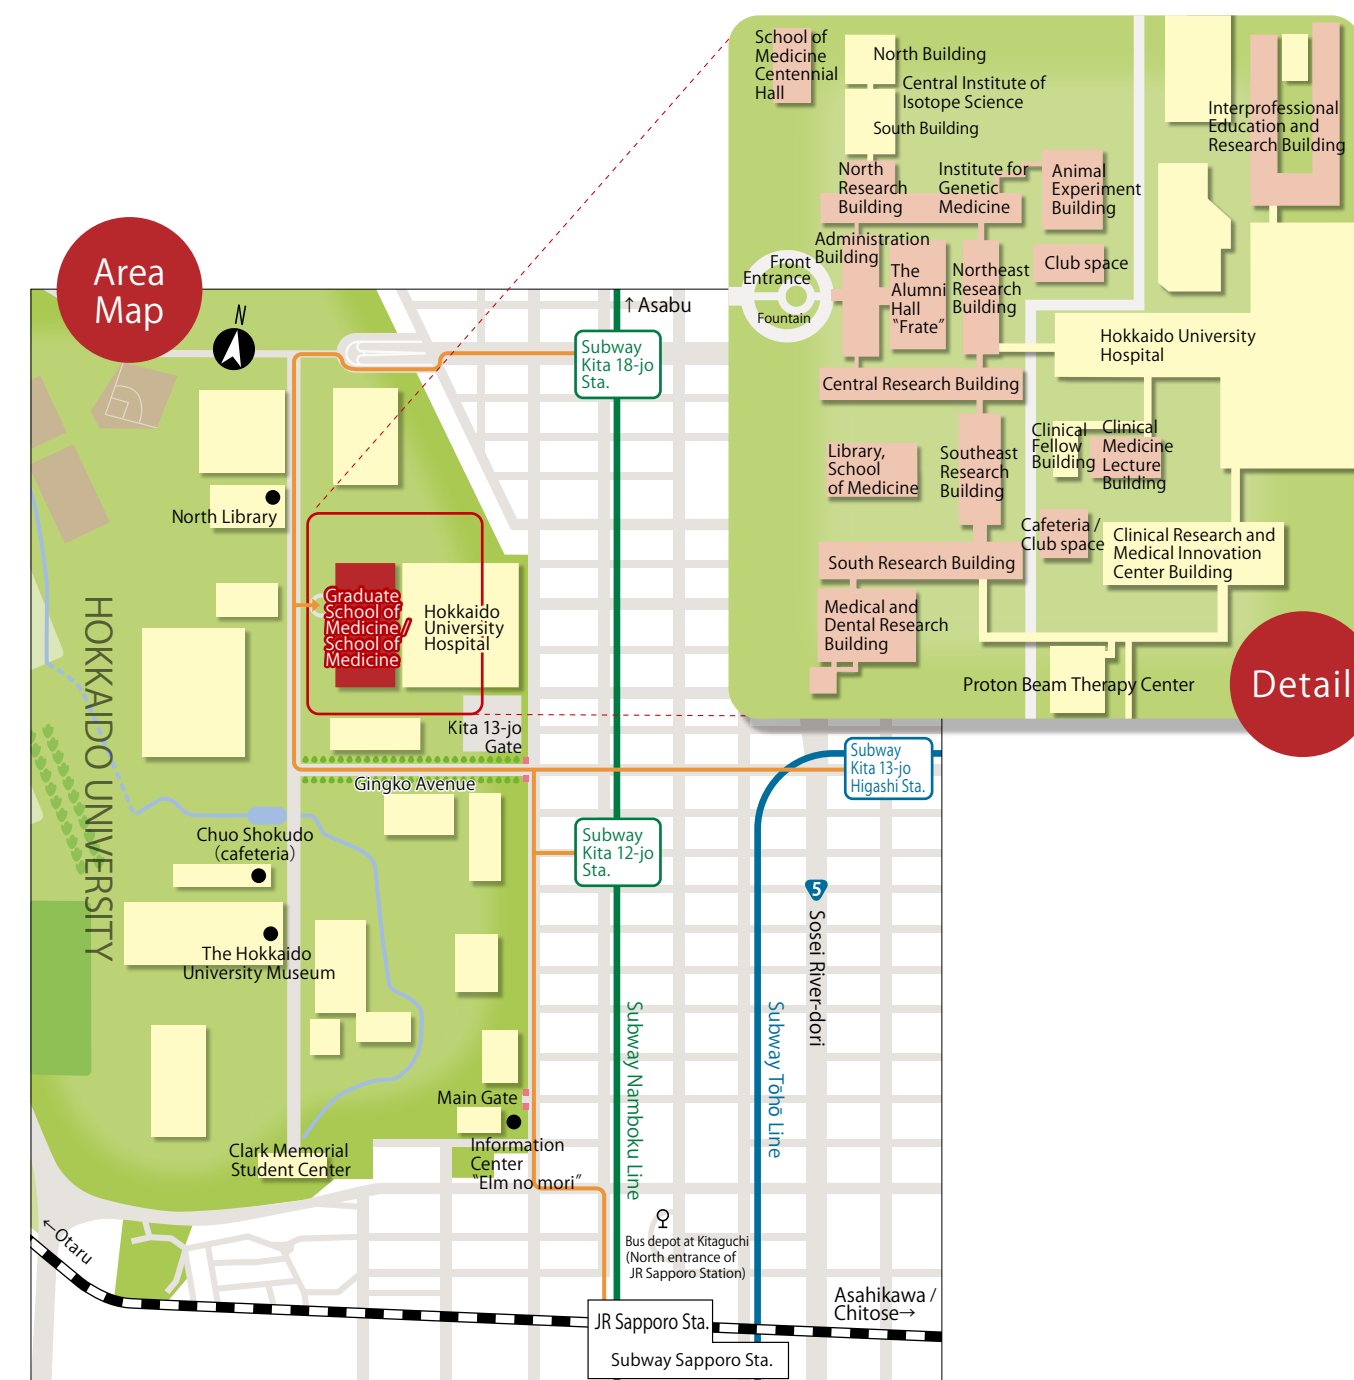 Area
Map
N
HOKKAIDO UNIVERSITY
North Library
Graduate
School of
Medicine/
School of
Medicine
Hokkaido
University
Hospital
Kita 13-jo
Gate
Gingko Avenue
Chuo Shokudo
(cafeteria)
The Hokkaido
University Museum
Main Gate
Clark Memorial
Student Center
Information
Center
"Elm no mori"
←Otaru
↑Asabu
Subway
Kita 18-jo
Sta.
Subway
Kita 12-jo
Sta.
Subway
Kita 13-jo
Higashi Sta.
5
Sosei River-dori
Subway Namboku Line
Subway Tōhō Line
Bus depot at Kitaguchi
(North entrance of
JR Sapporo Station)
Asahikawa /
Chitose→
JR Sapporo Sta.
Subway Sapporo Sta.
School of
Medicine
Centennial
Hall
North Building
Central Institute of
Isotope Science
South Building
Interprofessional
Education and
Research Building
North
Research
Building
Institute for
Genetic
Medicine
Animal
Experiment
Building
Administration
Building
Front
Entrance
Fountain
The
Alumni
Hall
"Frate"
Northeast
Research
Building
Club space
Hokkaido University
Hospital
Central Research Building
Library,
School
of Medicine
Southeast
Research
Building
Clinical
Fellow
Building
Clinical
Medicine
Lecture
Building
Cafeteria /
Club space
Clinical Research and
Medical Innovation
Center Building
South Research Building
Medical and
Dental Research
Building
Proton Beam Therapy Center
Detail